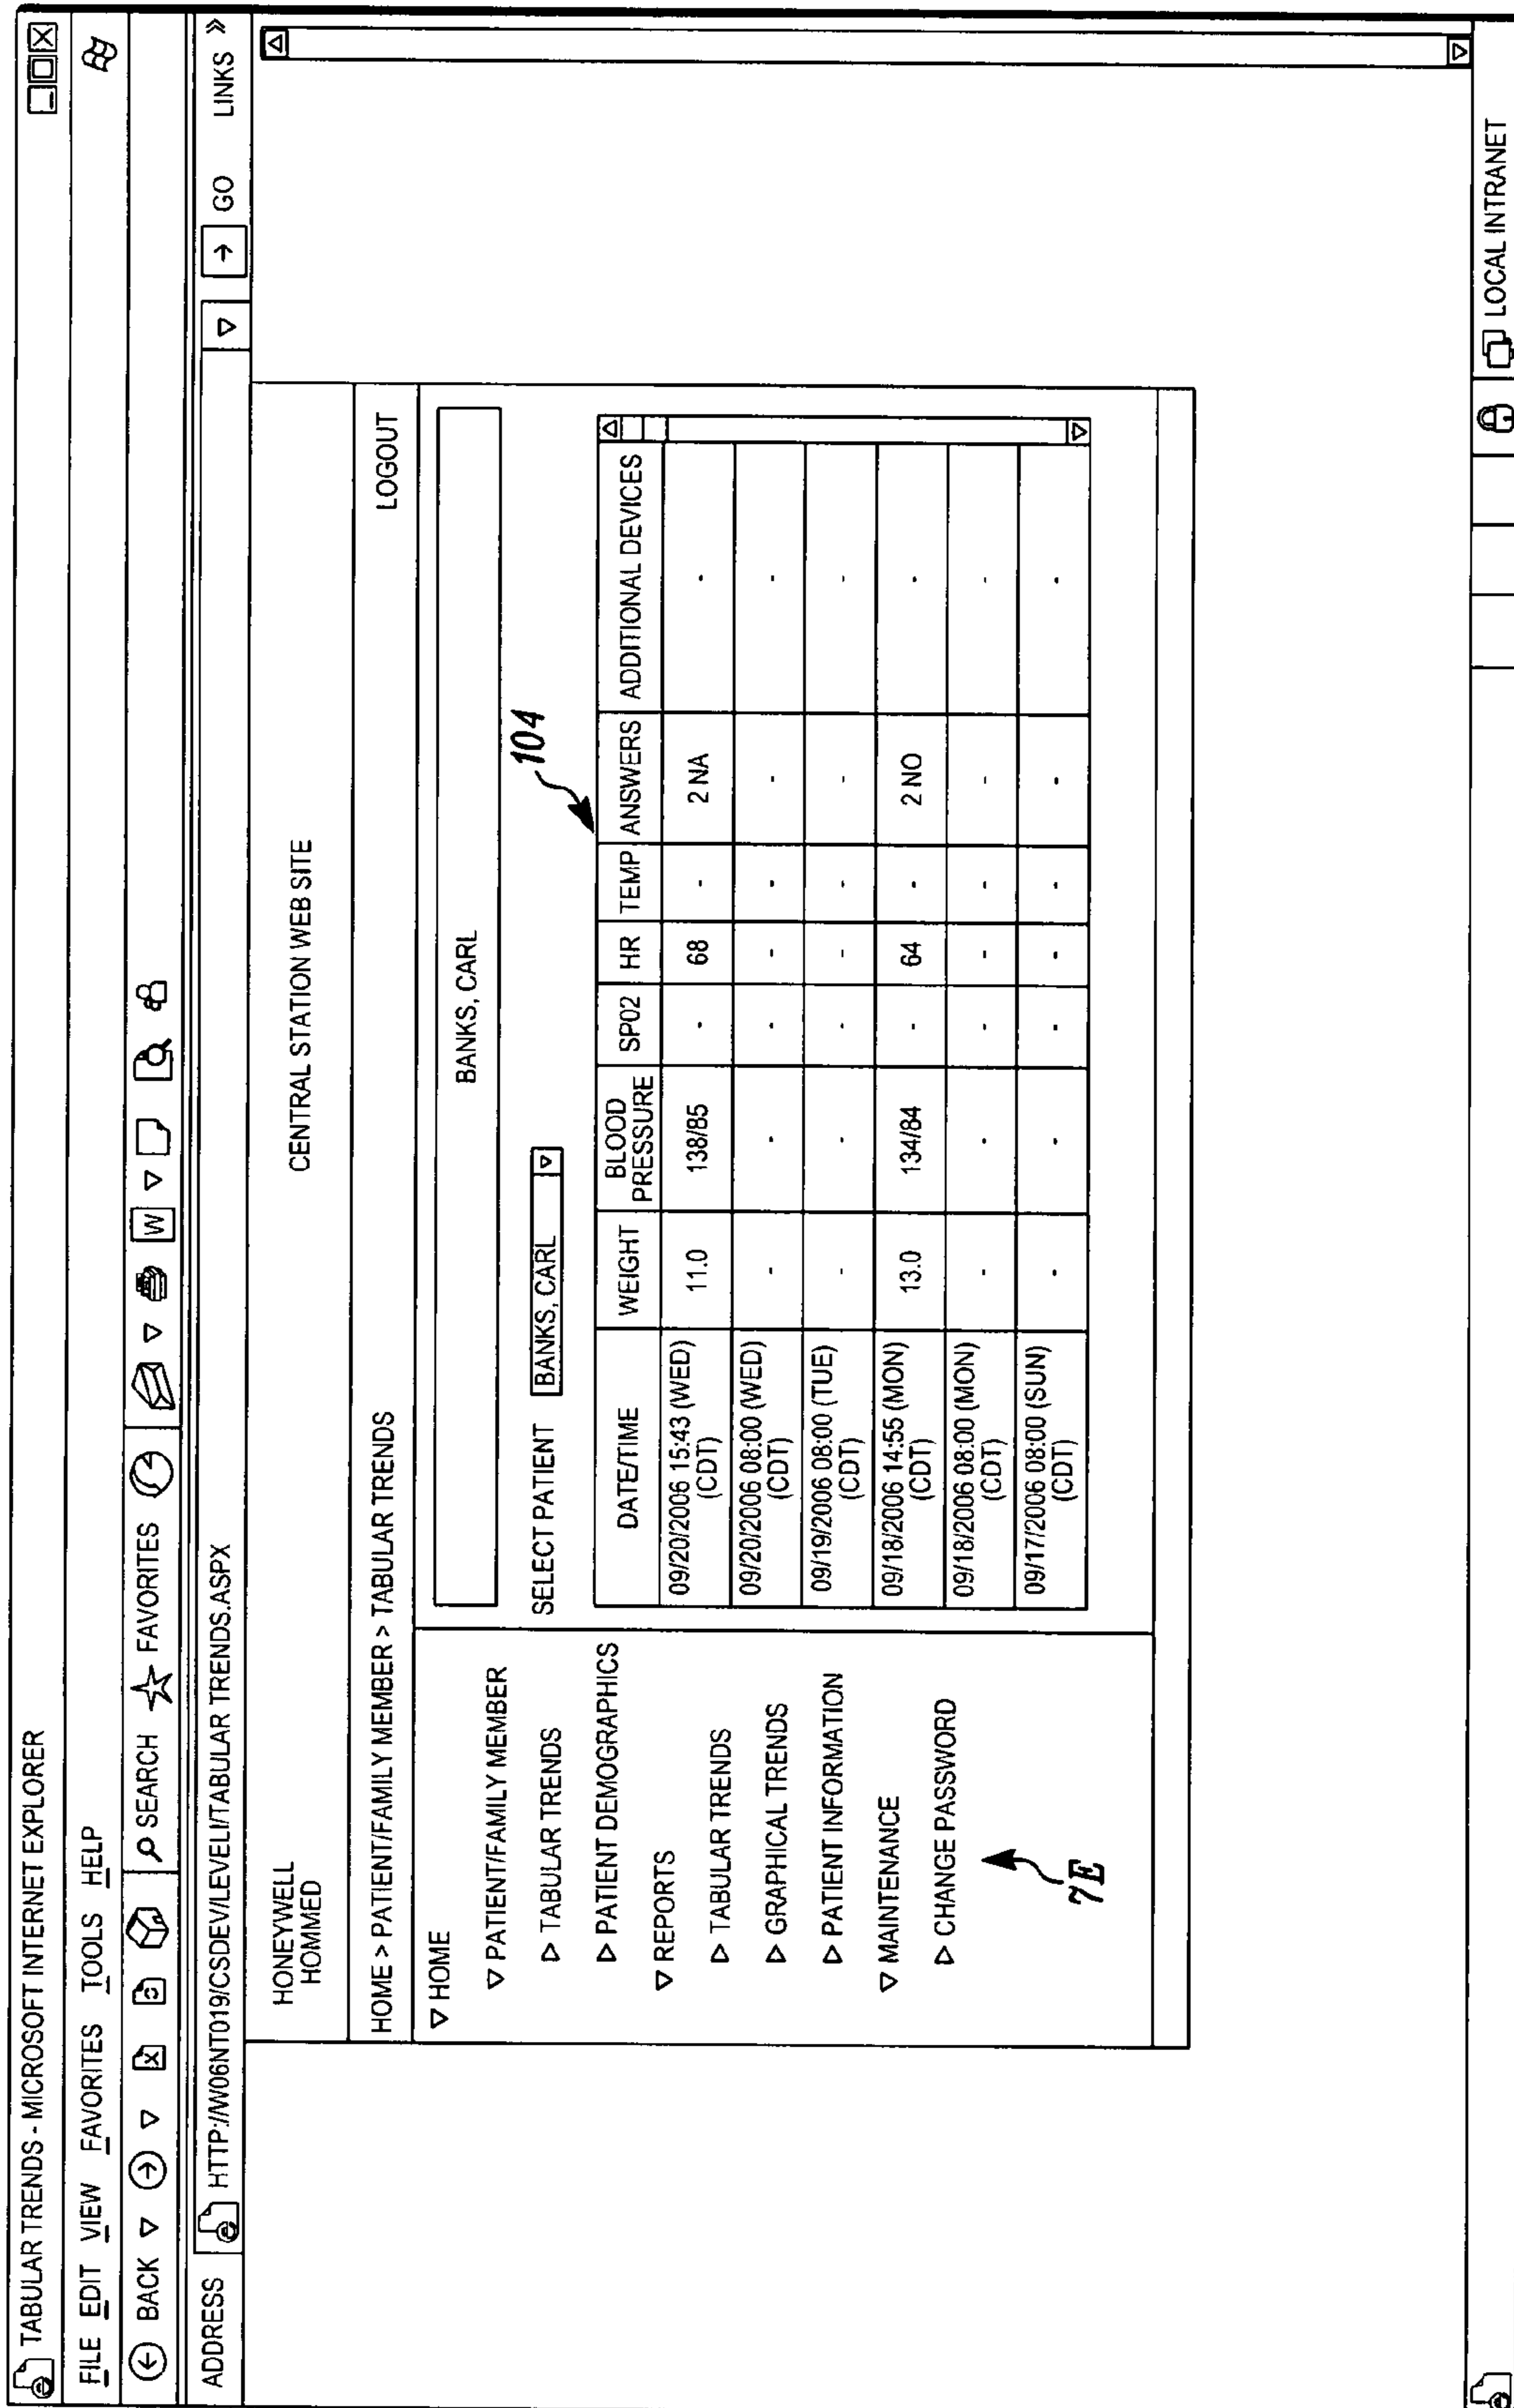 TABULAR TRENDS - MICROSOFT INTERNET EXPLORER
FILE EDIT VIEW FAVORITES TOOLS HELP
BACK SEARCH FAVORITES W
ADDRESS HTTP://W06NT019/CSDEV/LEVELI/TABULAR TRENDS.ASPX GO LINKS »
HONEYWELL
HOMMED
CENTRAL STATION WEB SITE
HOME > PATIENT/FAMILY MEMBER > TABULAR TRENDS LOGOUT
HOME
PATIENT/FAMILY MEMBER
TABULAR TRENDS
PATIENT DEMOGRAPHICS
REPORTS
TABULAR TRENDS
GRAPHICAL TRENDS
PATIENT INFORMATION
MAINTENANCE
CHANGE PASSWORD
7E
BANKS, CARL
SELECT PATIENT BANKS, CARL
104
DATE/TIME WEIGHT BLOOD PRESSURE SP02 HR TEMP ANSWERS ADDITIONAL DEVICES
09/20/2006 15:43 (WED) (CDT) 11.0 138/85 - 68 - 2 NA -
09/20/2006 08:00 (WED) (CDT) - - - - - - -
09/19/2006 08:00 (TUE) (CDT) - - - - - - -
09/18/2006 14:55 (MON) (CDT) 13.0 134/84 - 64 - 2 NO -
09/18/2006 08:00 (MON) (CDT) - - - - - - -
09/17/2006 08:00 (SUN) (CDT) - - - - - - -
LOCAL INTRANET